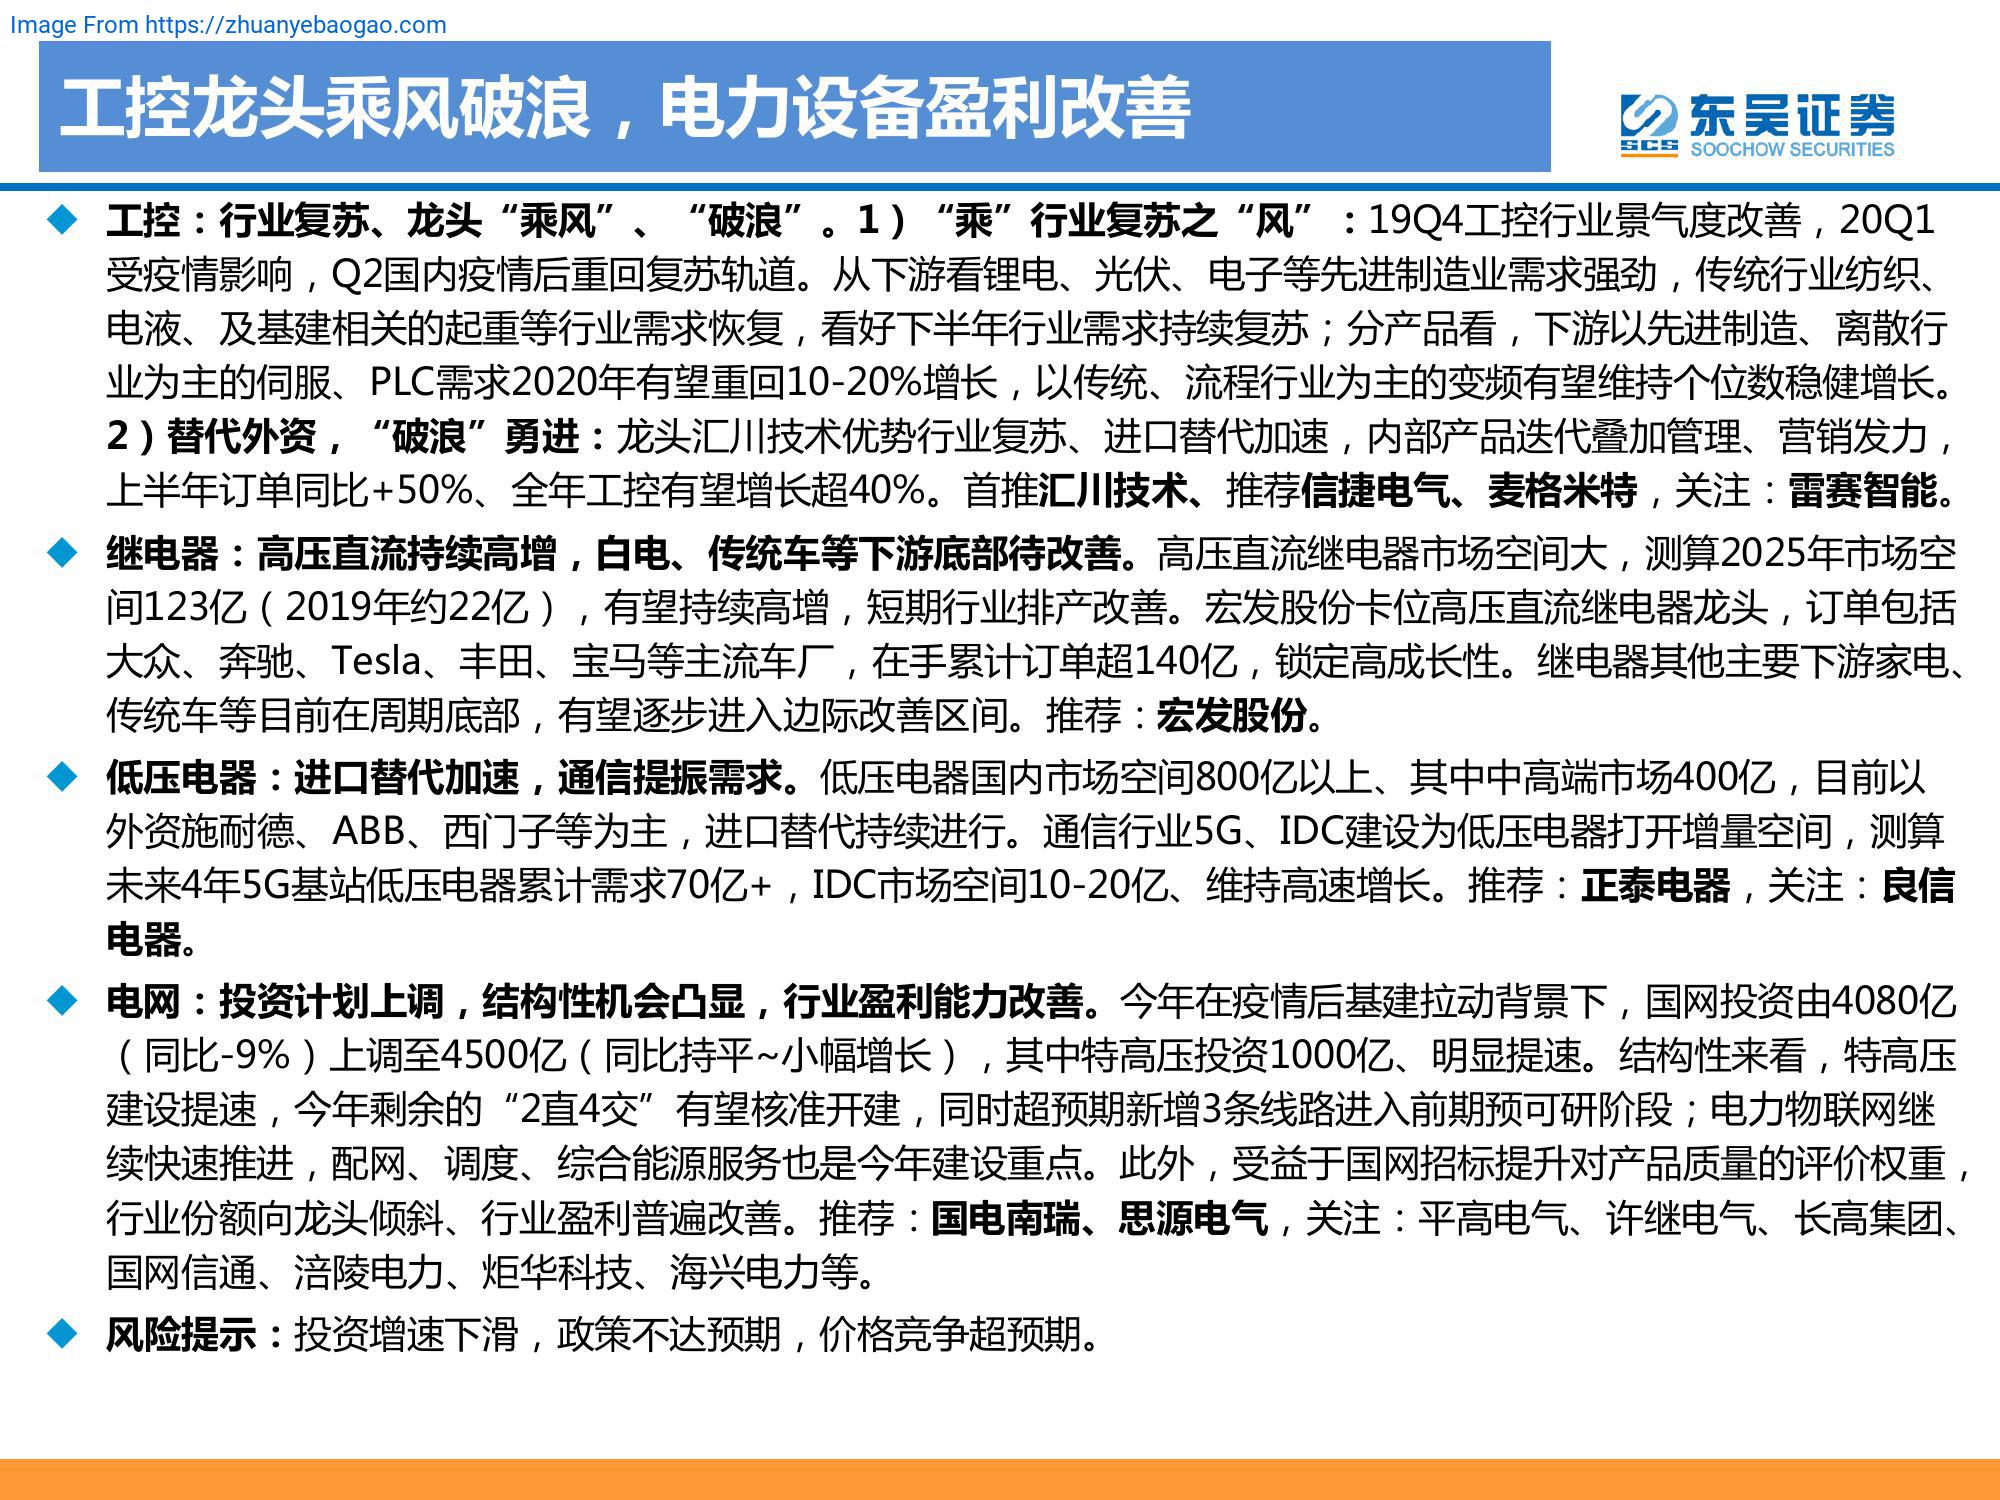 Image From https://zhuanyebaogao.com
工控龙头乘风破浪，电力设备盈利改善
东吴证券
SCS
SOOCHOW SECURITIES
工控：行业复苏、龙头“乘风”、“破浪”。1）“乘”行业复苏之“风”：19Q4工控行业景气度改善，20Q1
受疫情影响，Q2国内疫情后重回复苏轨道。从下游看锂电、光伏、电子等先进制造业需求强劲，传统行业纺织、
电液、及基建相关的起重等行业需求恢复，看好下半年行业需求持续复苏；分产品看，下游以先进制造、离散行
业为主的伺服、PLC需求2020年有望重回10-20%增长，以传统、流程行业为主的变频有望维持个位数稳健增长。
2）替代外资，“破浪”勇进：龙头汇川技术优势行业复苏、进口替代加速，内部产品迭代叠加管理、营销发力，
上半年订单同比+50%、全年工控有望增长超40%。首推汇川技术、推荐信捷电气、麦格米特，关注：雷赛智能。
继电器：高压直流持续高增，白电、传统车等下游底部待改善。高压直流继电器市场空间大，测算2025年市场空
间123亿（2019年约22亿），有望持续高增，短期行业排产改善。宏发股份卡位高压直流继电器龙头，订单包括
大众、奔驰、Tesla、丰田、宝马等主流车厂，在手累计订单超140亿，锁定高成长性。继电器其他主要下游家电、
传统车等目前在周期底部，有望逐步进入边际改善区间。推荐：宏发股份。
低压电器：进口替代加速，通信提振需求。低压电器国内市场空间800亿以上、其中中高端市场400亿，目前以
外资施耐德、ABB、西门子等为主，进口替代持续进行。通信行业5G、IDC建设为低压电器打开增量空间，测算
未来4年5G基站低压电器累计需求70亿+，IDC市场空间10-20亿、维持高速增长。推荐：正泰电器，关注：良信
电器。
电网：投资计划上调，结构性机会凸显，行业盈利能力改善。今年在疫情后基建拉动背景下，国网投资由4080亿
（同比-9%）上调至4500亿（同比持平~小幅增长），其中特高压投资1000亿、明显提速。结构性来看，特高压
建设提速，今年剩余的“2直4交”有望核准开建，同时超预期新增3条线路进入前期预可研阶段；电力物联网继
续快速推进，配网、调度、综合能源服务也是今年建设重点。此外，受益于国网招标提升对产品质量的评价权重，
行业份额向龙头倾斜、行业盈利普遍改善。推荐：国电南瑞、思源电气，关注：平高电气、许继电气、长高集团、
国网信通、涪陵电力、炬华科技、海兴电力等。
风险提示：投资增速下滑，政策不达预期，价格竞争超预期。